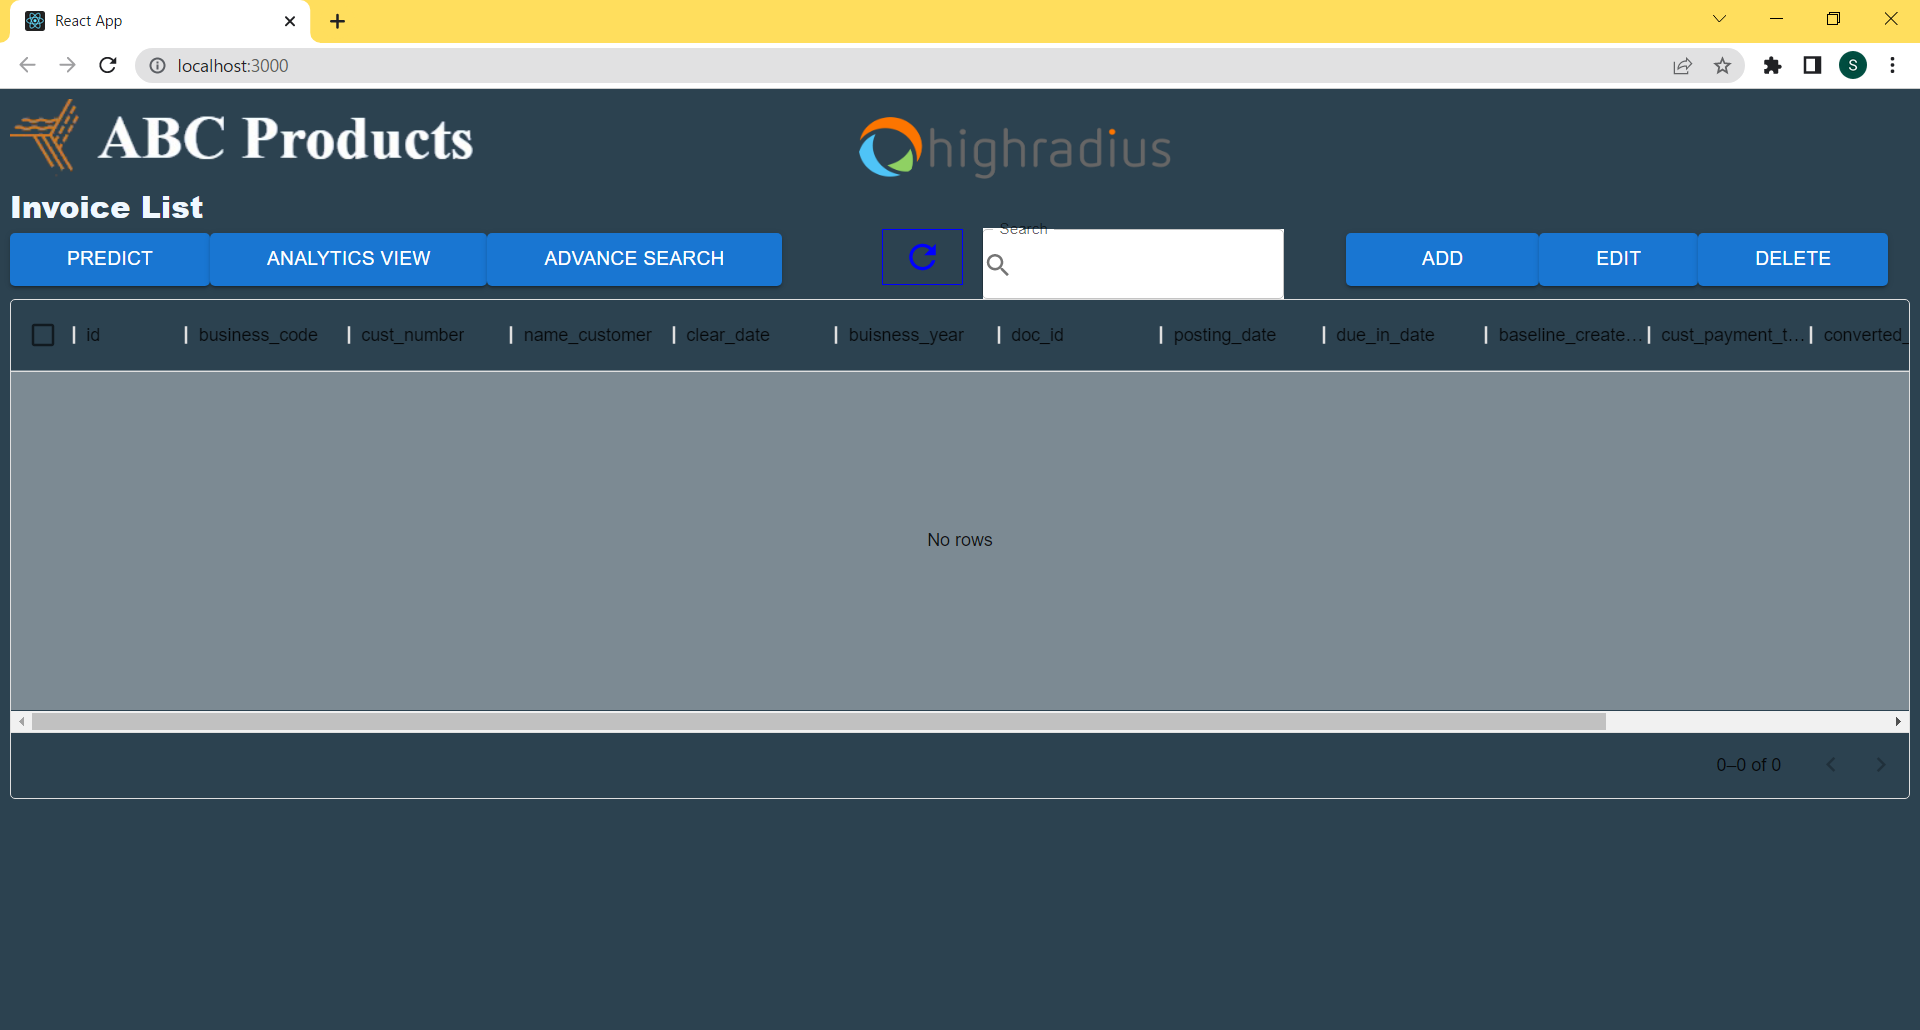 React App
localhost:3000
S
ABC Products
highradius
Invoice List
PREDICT ANALYTICS VIEW ADVANCE SEARCH Search ADD EDIT DELETE
id business_code cust_number name_customer clear_date buisness_year doc_id posting_date due_in_date baseline_create... cust_payment_t... converted_
No rows
0–0 of 0